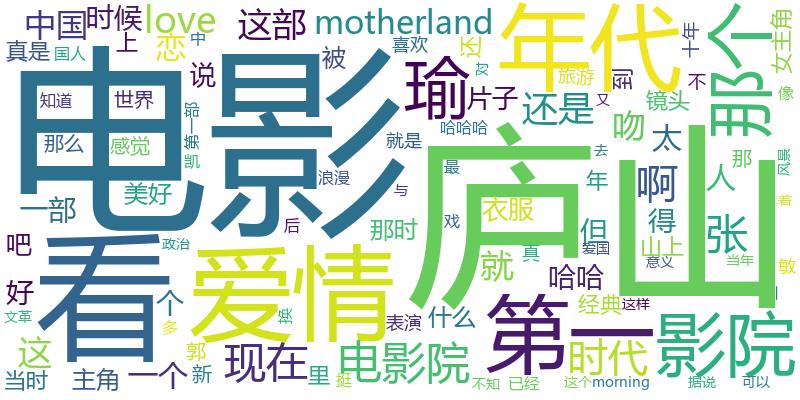 中国
时候
love
这部
motherland
年代
那个
十年
女主角
真是
国人
上
恋
中
说
被
喜欢
还
对
旅游
到
不
像
知道
世界
电影
瑜
片子
还是
又
镜头
那么
感觉
第一部
凯
就是
哈哈哈
吻
太
那
风景
美好
浪漫
与
最
庐山
去
啊
人
一部
后
那时
戏
衣服
年
得
着
吧
政治
看
爱情
就
真
但
爱国
山上
张
意义
当年
敏
好
个
哈哈
一
文革
多
换
表演
什么
第一
经典
这样
影院
这
郭
现在
电影院
时代
当时
主角
一个
新
里
挺
不知
已经
这个
morning
据说
可以